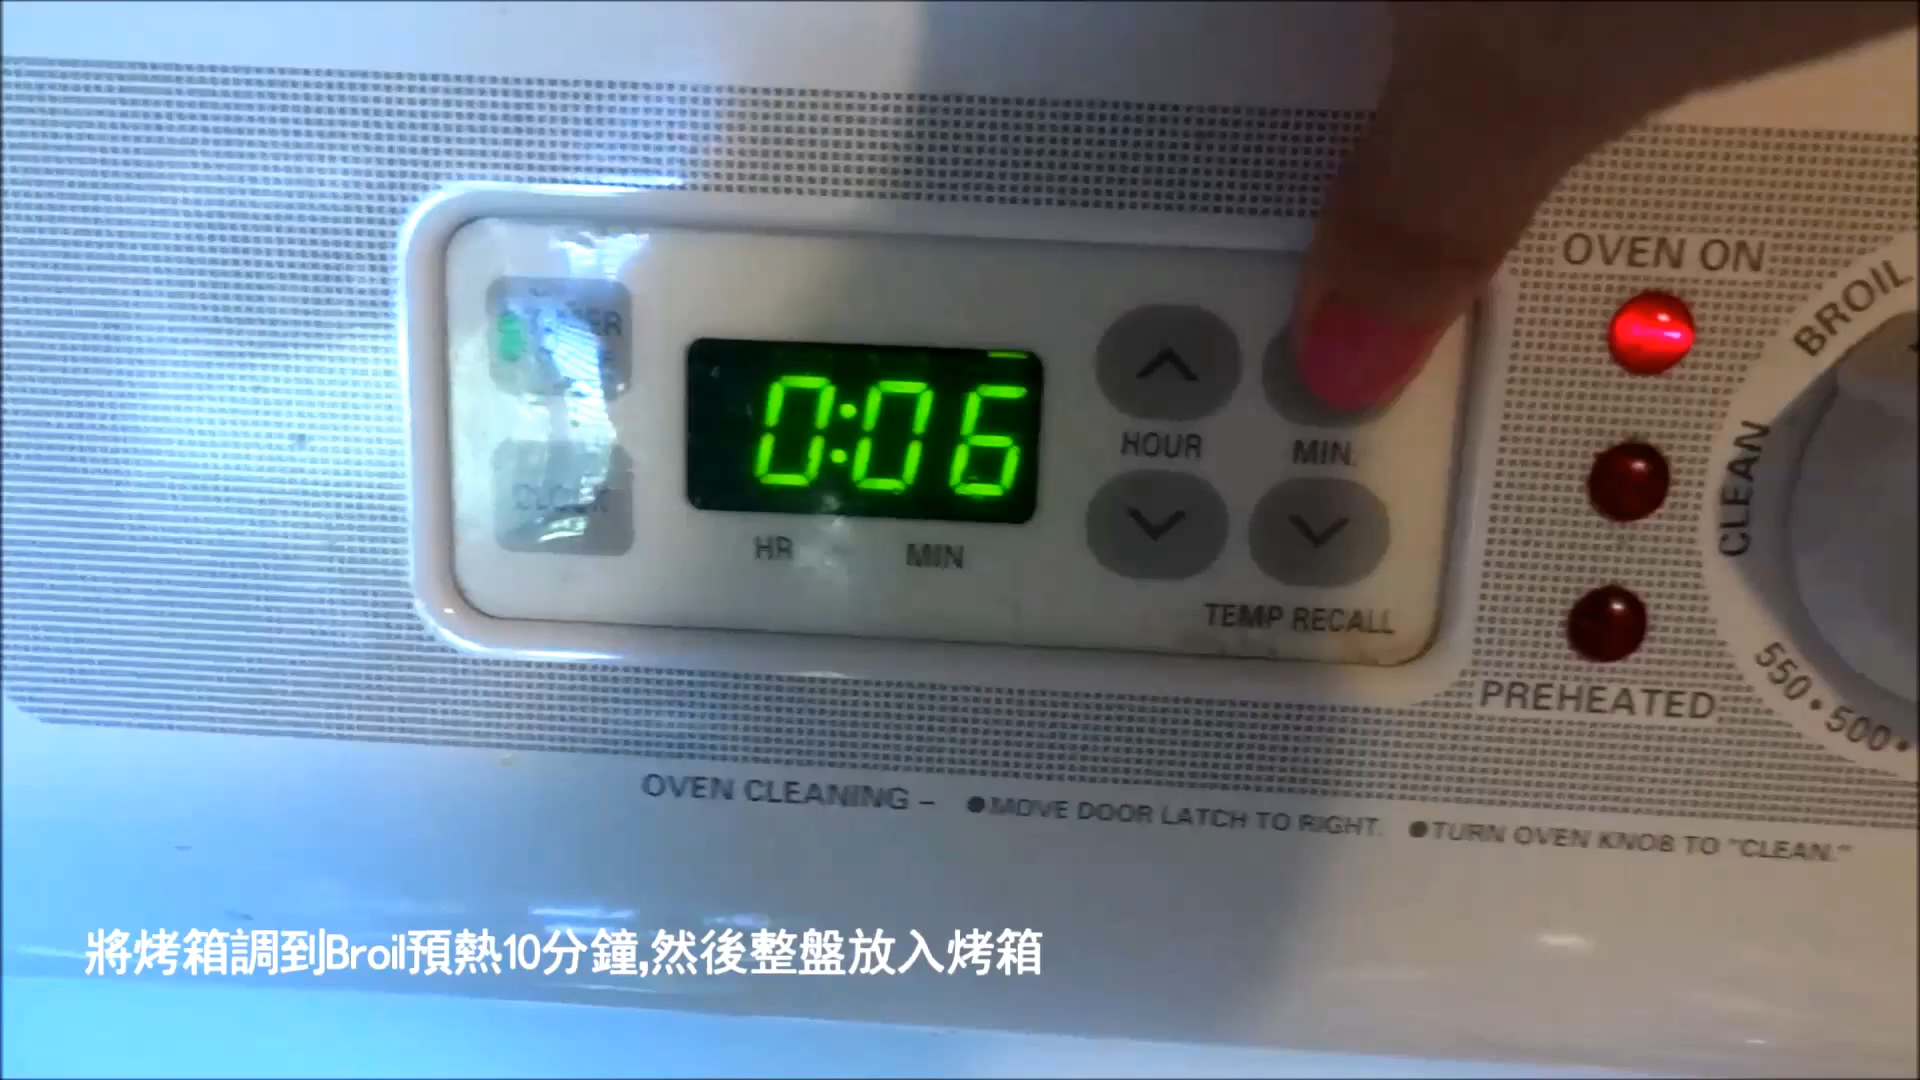 OVEN ON
BROIL
CLEAN
TIMER
0:06
HOUR
MIN.
CLOCK
HR
MIN
TEMP RECALL
PREHEATED
550•500•
OVEN CLEANING – ●MOVE DOOR LATCH TO RIGHT. ●TURN OVEN KNOB TO "CLEAN."
將烤箱調到Broil預熱10分鐘,然後整盤放入烤箱